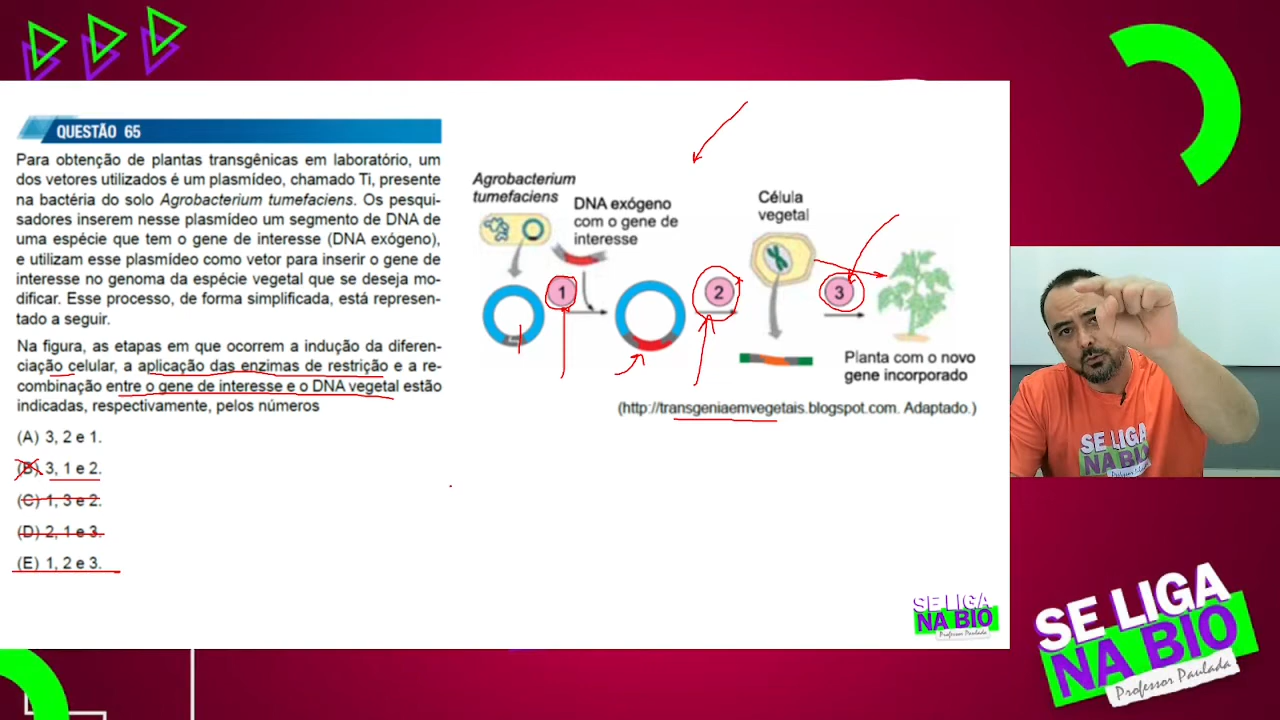 QUESTÃO 65
Para obtenção de plantas transgênicas em laboratório, um
dos vetores utilizados é um plasmídeo, chamado Ti, presente
na bactéria do solo Agrobacterium tumefaciens. Os pesqui-
sadores inserem nesse plasmídeo um segmento de DNA de
uma espécie que tem o gene de interesse (DNA exógeno),
e utilizam esse plasmídeo como vetor para inserir o gene de
interesse no genoma da espécie vegetal que se deseja mo-
dificar. Esse processo, de forma simplificada, está represen-
tado a seguir.
Na figura, as etapas em que ocorrem a indução da diferen-
ciação celular, a aplicação das enzimas de restrição e a re-
combinação entre o gene de interesse e o DNA vegetal estão
indicadas, respectivamente, pelos números
(A) 3, 2 e 1.
(B) 3, 1 e 2.
(C) 1, 3 e 2.
(D) 2, 1 e 3.
(E) 1, 2 e 3.
Agrobacterium
tumefaciens
DNA exógeno
com o gene de
interesse
Célula
vegetal
1
2
3
Planta com o novo
gene incorporado
(http://transgeniaemvegetais.blogspot.com. Adaptado.)
SE LIGA
NA BIO
SE LIGA
NA BIO
Professor Paulada
SE LIGA
NA BIO
Professor Paulada